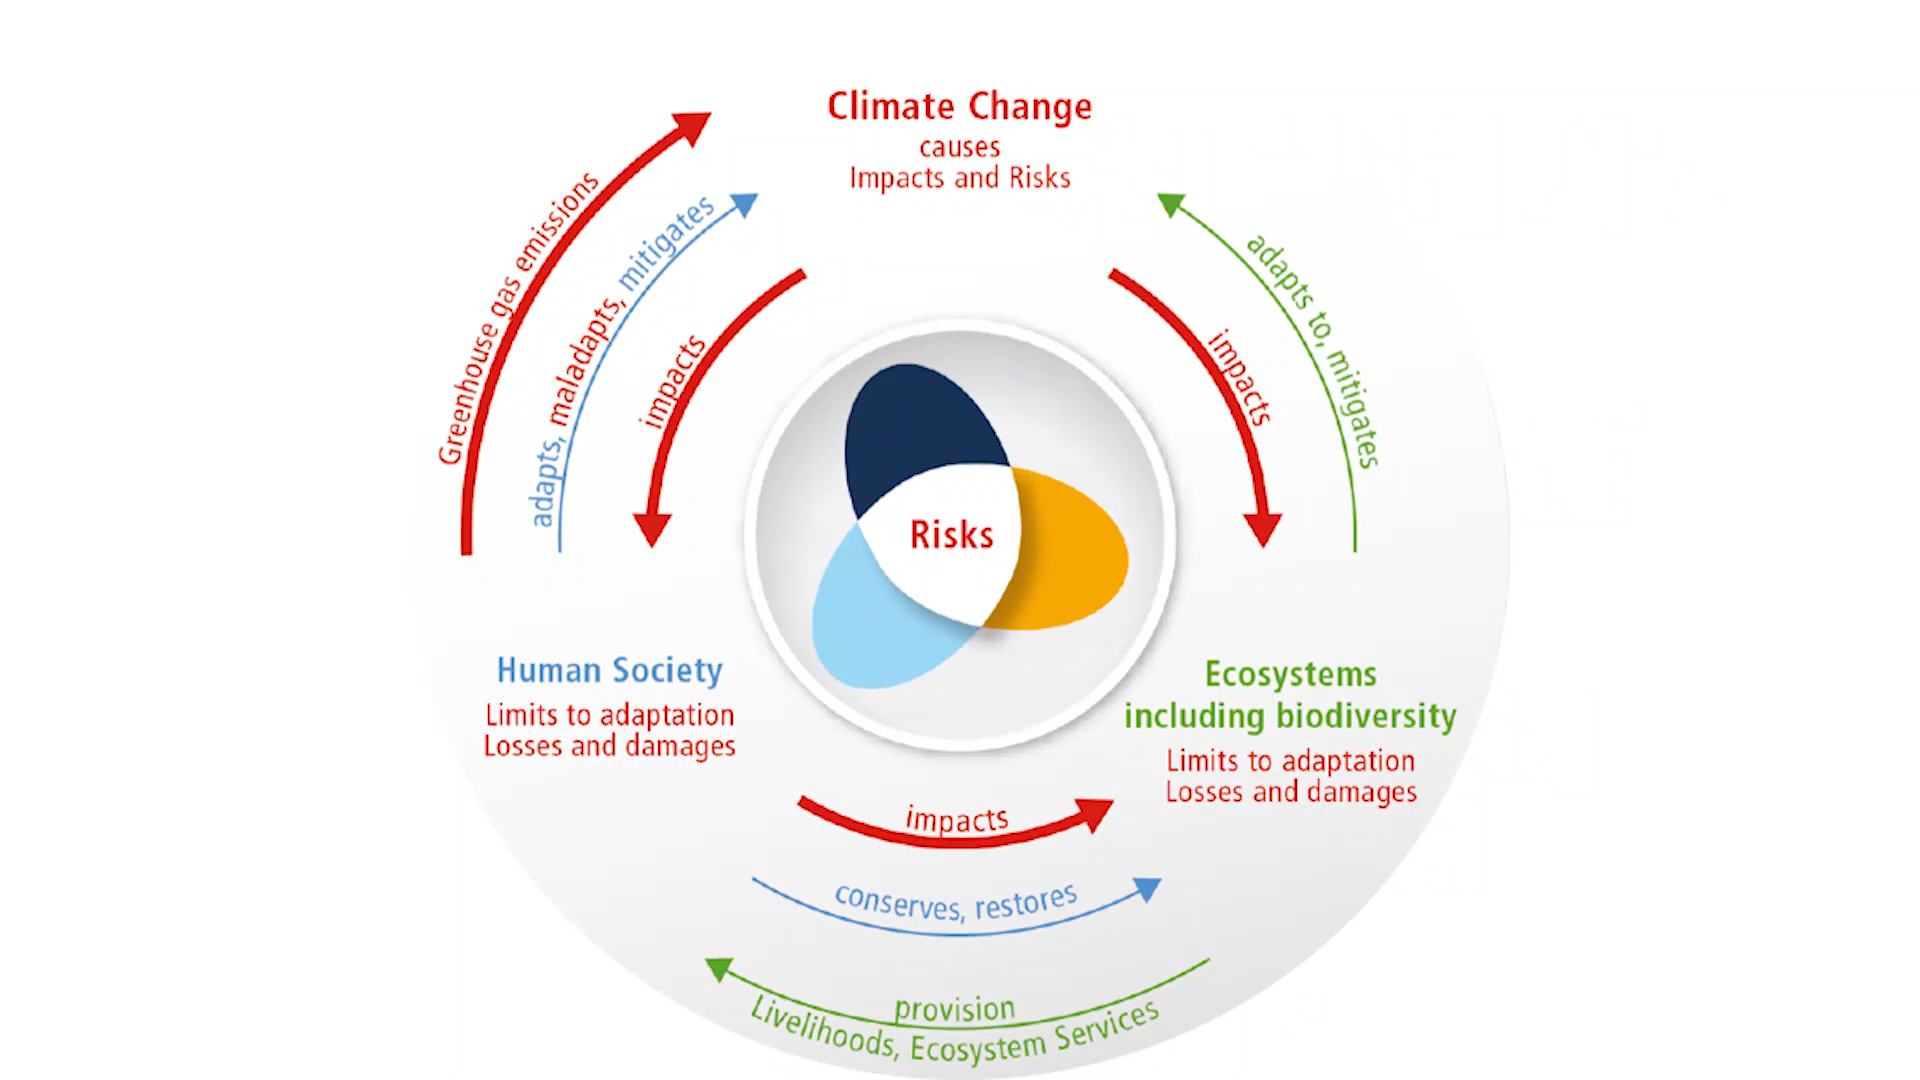 Climate Change
causes
Impacts and Risks
Greenhouse gas emissions
adapts, maladapts, mitigates
impacts
impacts
adapts to, mitigates
Risks
Human Society
Limits to adaptation
Losses and damages
Ecosystems
including biodiversity
Limits to adaptation
Losses and damages
impacts
conserves, restores
provision
Livelihoods, Ecosystem Services